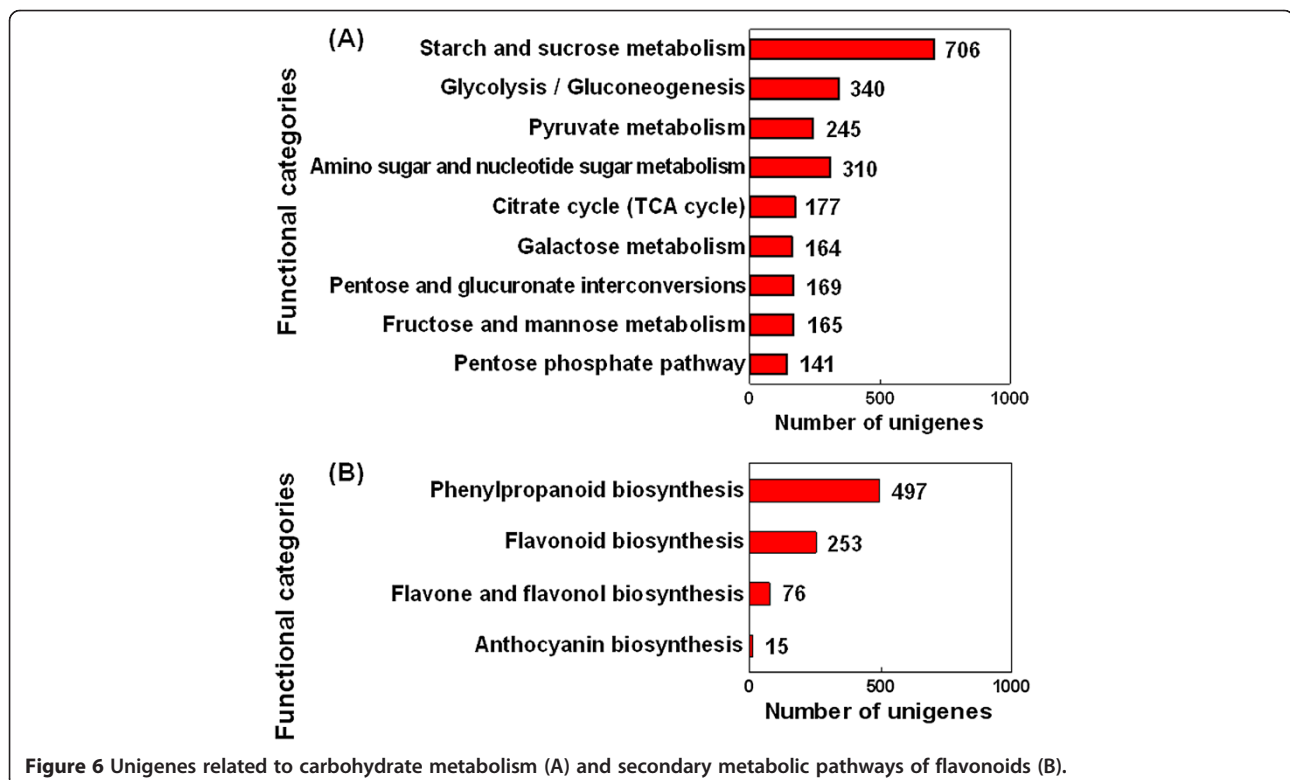 (A)
Functional categories
Starch and sucrose metabolism 706
Glycolysis / Gluconeogenesis 340
Pyruvate metabolism 245
Amino sugar and nucleotide sugar metabolism 310
Citrate cycle (TCA cycle) 177
Galactose metabolism 164
Pentose and glucuronate interconversions 169
Fructose and mannose metabolism 165
Pentose phosphate pathway 141
0 500 1000
Number of unigenes
(B)
Functional categories
Phenylpropanoid biosynthesis 497
Flavonoid biosynthesis 253
Flavone and flavonol biosynthesis 76
Anthocyanin biosynthesis 15
0 500 1000
Number of unigenes
Figure 6 Unigenes related to carbohydrate metabolism (A) and secondary metabolic pathways of flavonoids (B).